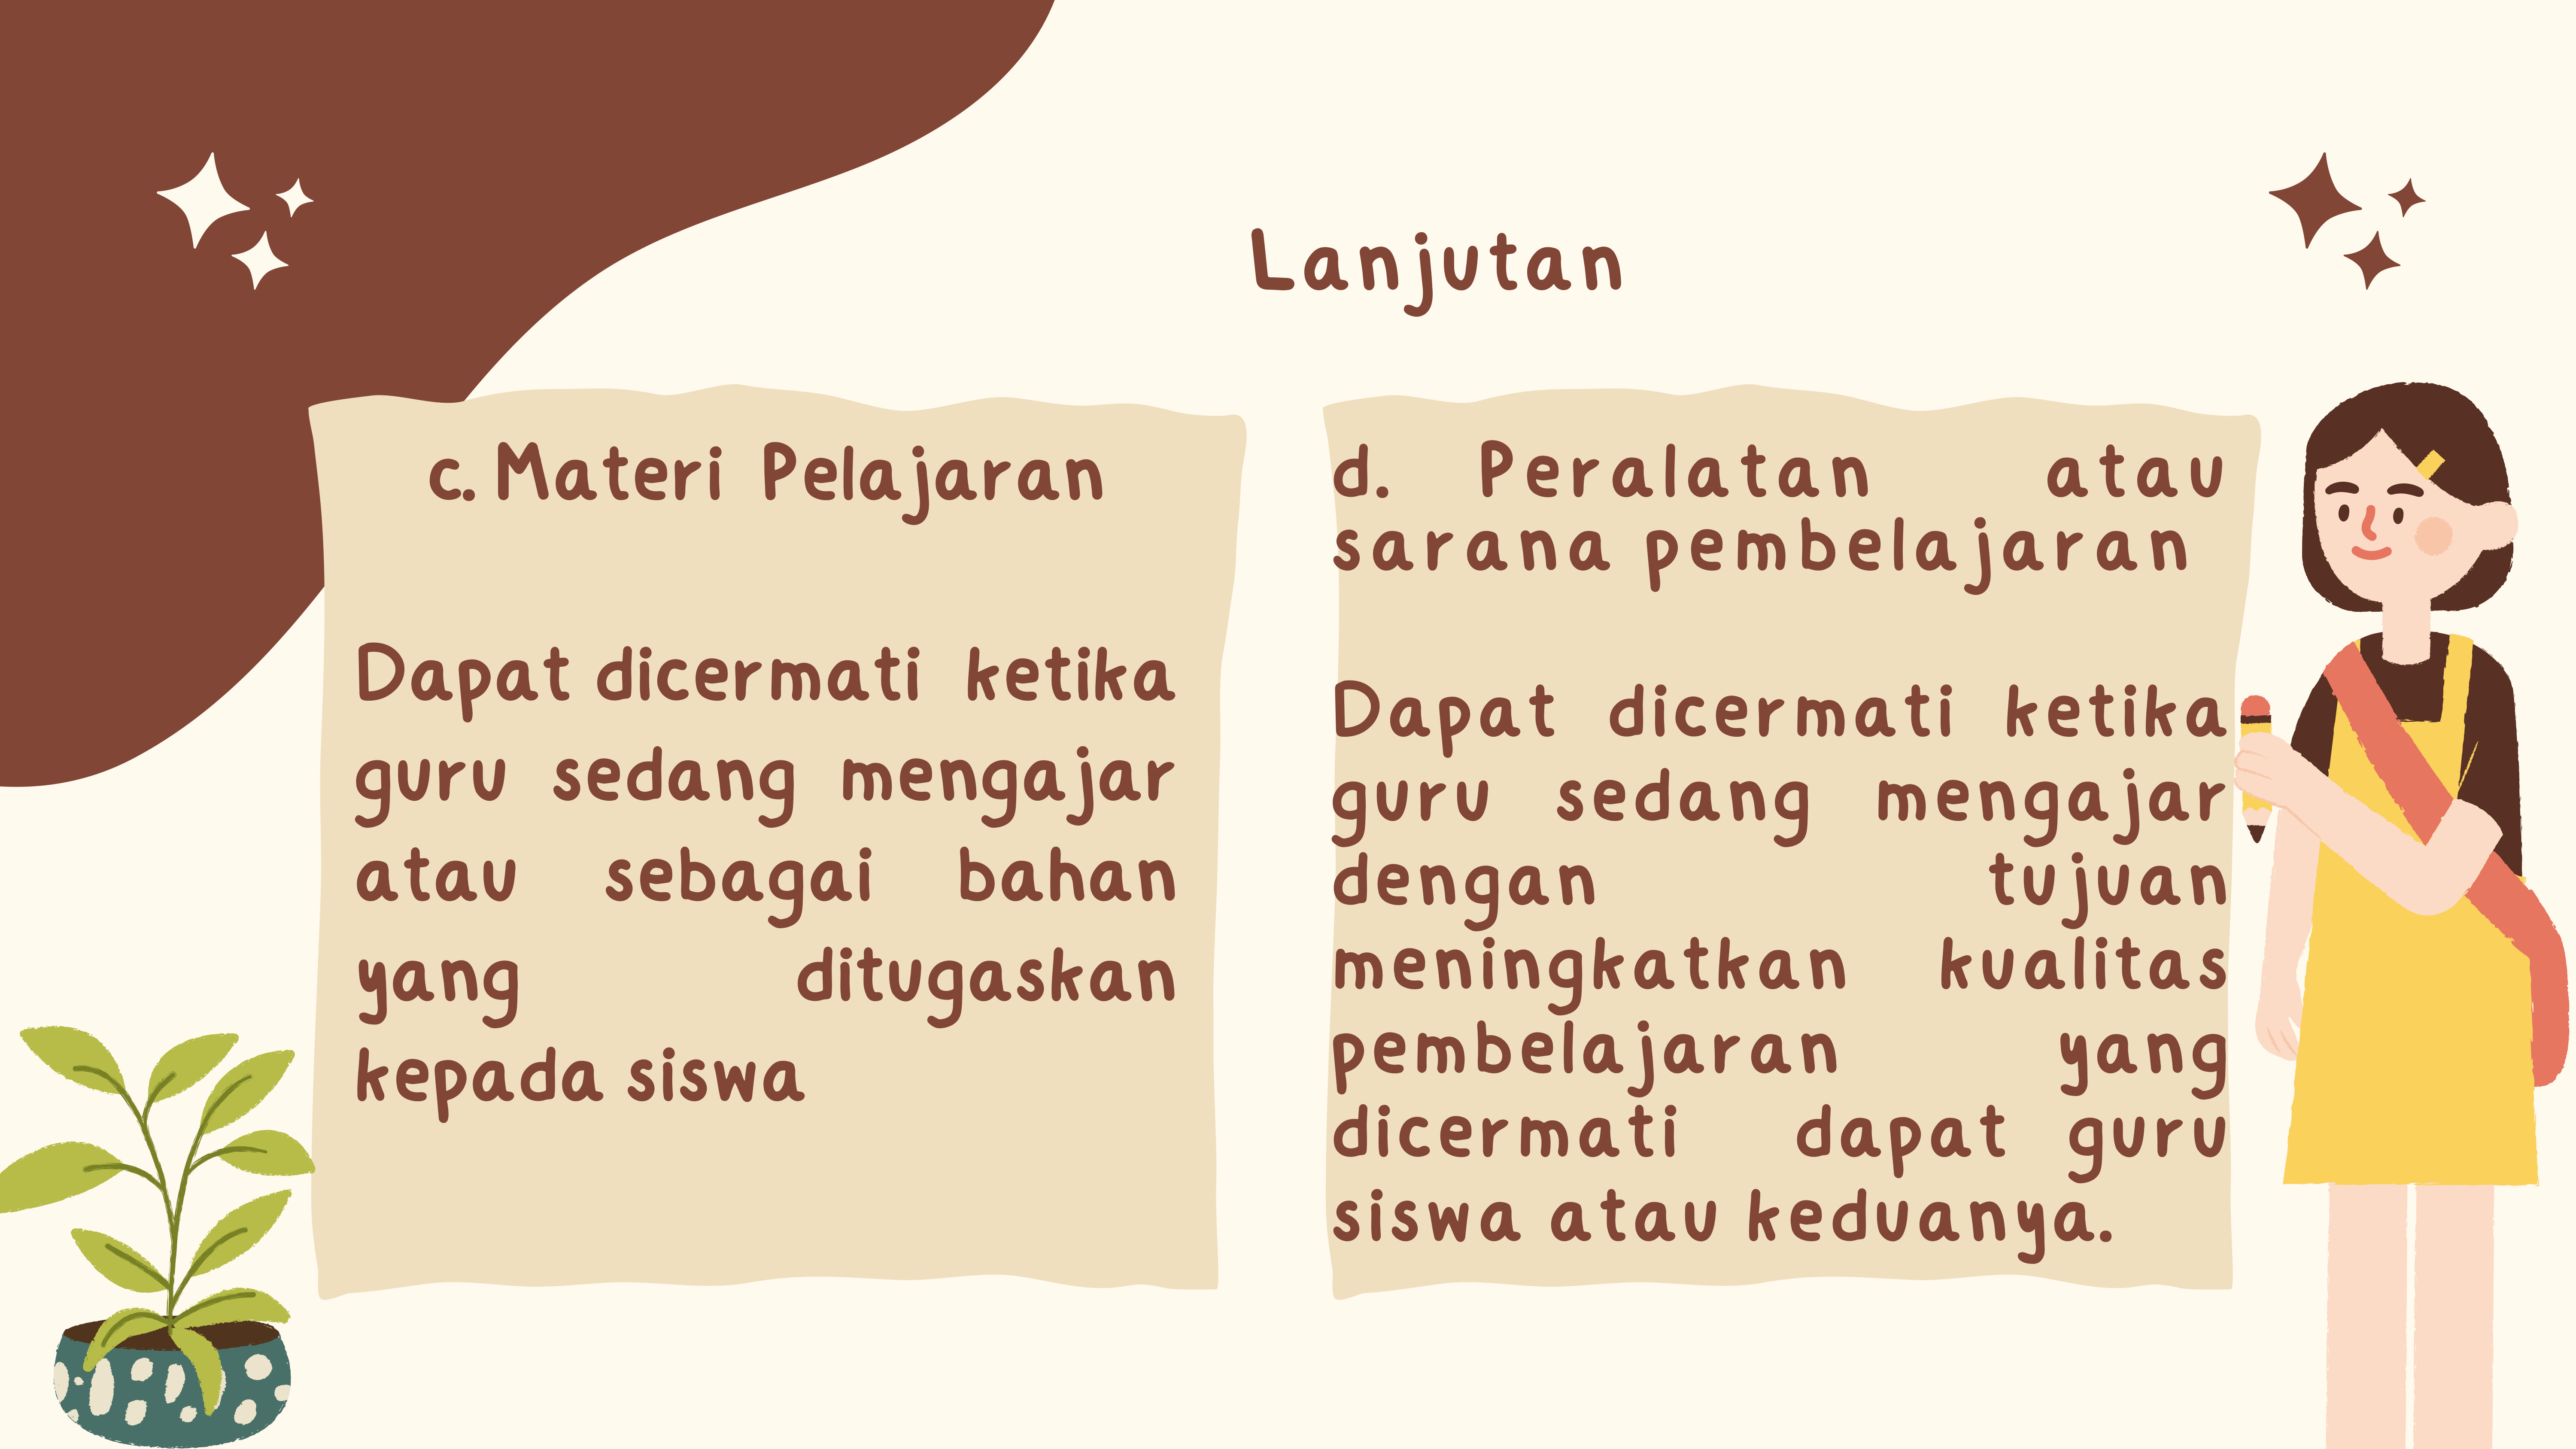 Lanjutan
c. Materi Pelajaran
Dapat dicermati ketika
guru sedang mengajar
atau sebagai bahan
yang ditugaskan
kepada siswa
d. Peralatan atau
sarana pembelajaran
Dapat dicermati ketika
guru sedang mengajar
dengan tujuan
meningkatkan kualitas
pembelajaran yang
dicermati dapat guru
siswa atau keduanya.